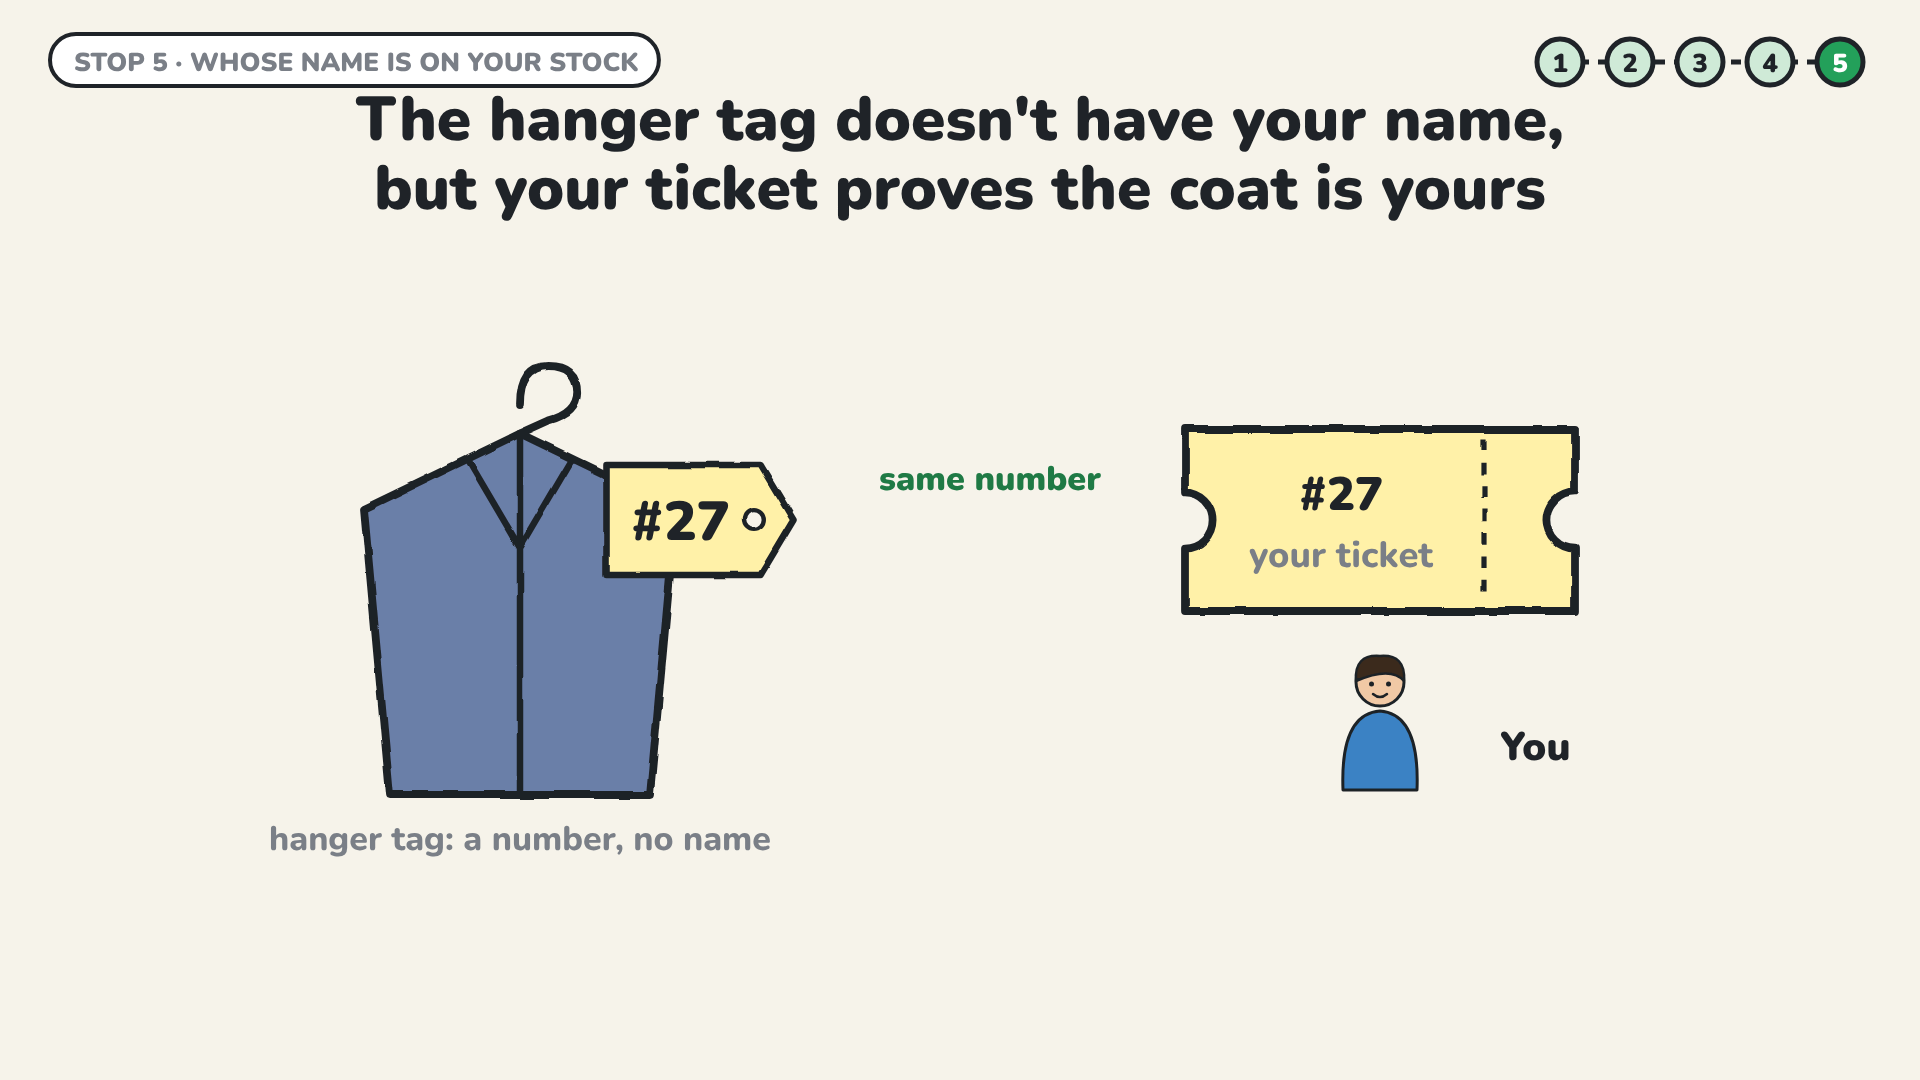 STOP 5 · WHOSE NAME IS ON YOUR STOCK
1 2 3 4 5
The hanger tag doesn't have your name,
but your ticket proves the coat is yours
#27
same number
#27
your ticket
You
hanger tag: a number, no name